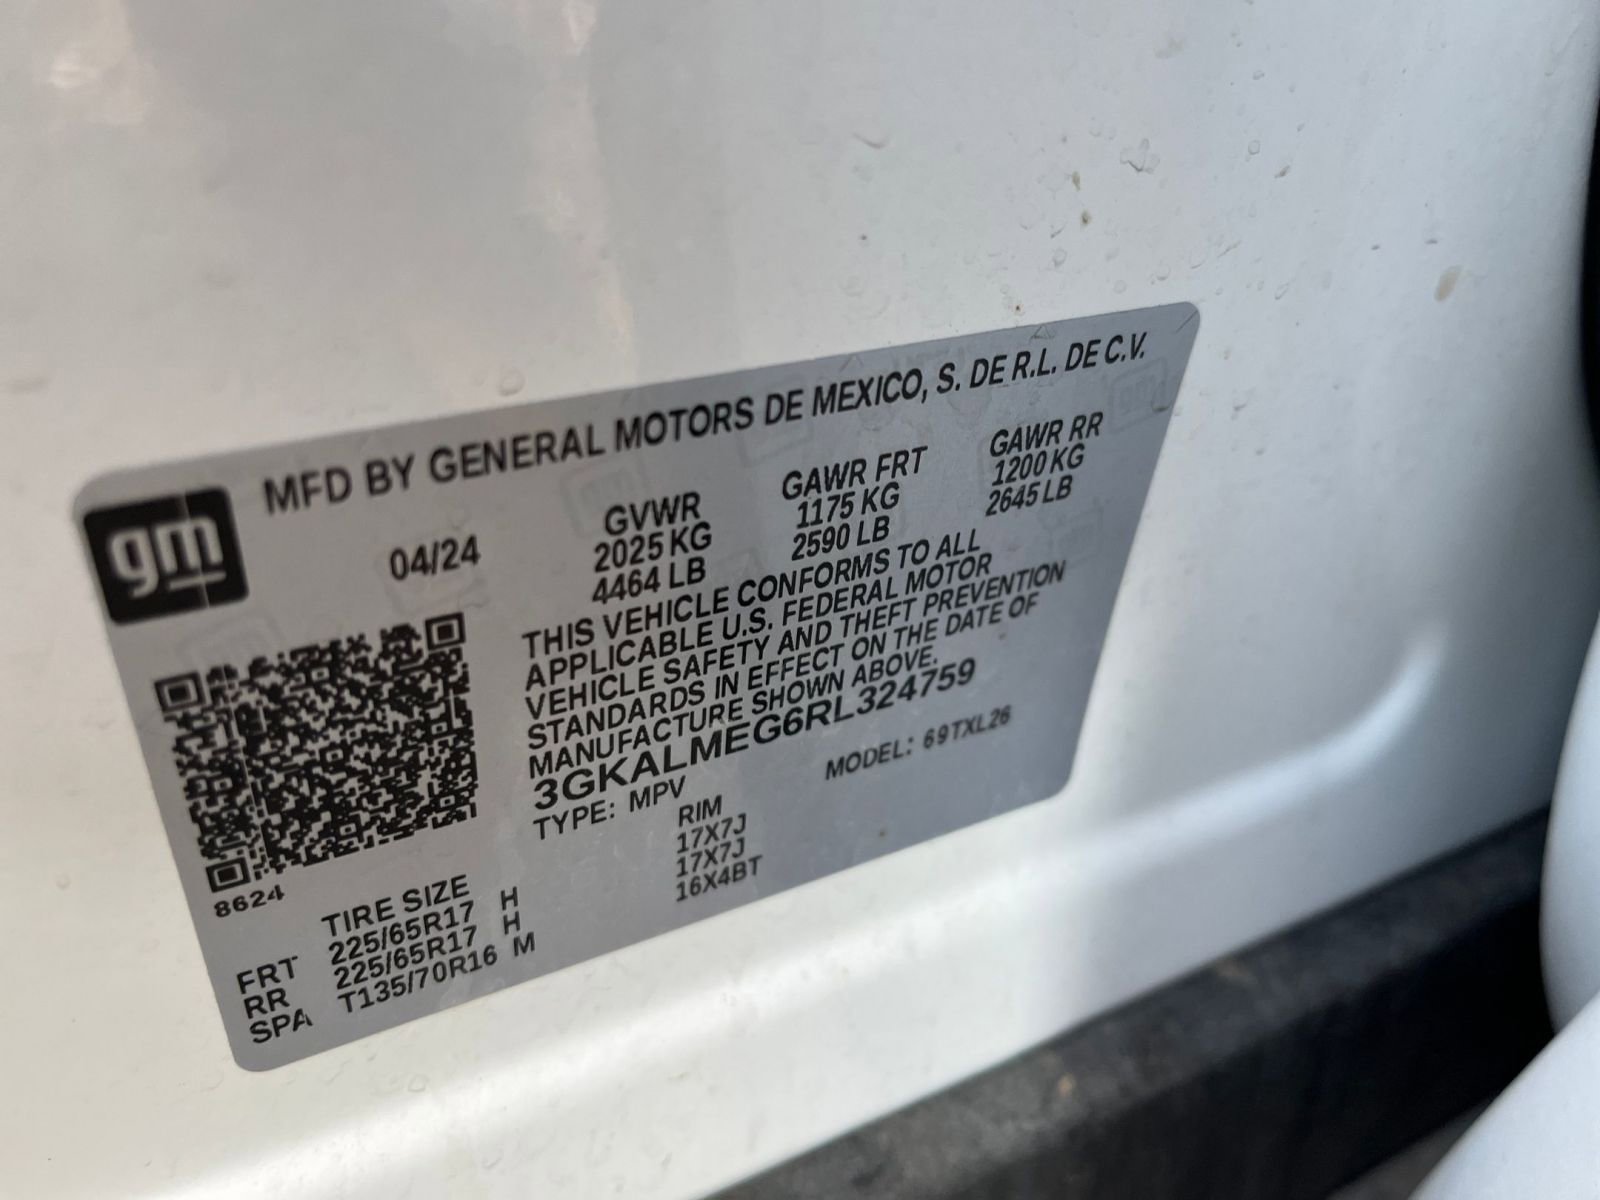 MFD BY GENERAL MOTORS DE MEXICO, S. DE R.L. DE C.V.
gm
04/24
GVWR
2025 KG
4464 LB
GAWR FRT
1175 KG
2590 LB
GAWR RR
1200 KG
2645 LB
THIS VEHICLE CONFORMS TO ALL
APPLICABLE U.S. FEDERAL MOTOR
VEHICLE SAFETY AND THEFT PREVENTION
STANDARDS IN EFFECT ON THE DATE OF
MANUFACTURE SHOWN ABOVE.
3GKALMEG6RL324759
TYPE: MPV
MODEL: 69TXL26
8624
TIRE SIZE
RIM
FRT 225/65R17 H 17X7J
RR 225/65R17 H 17X7J
SPA T135/70R16 M 16X4BT